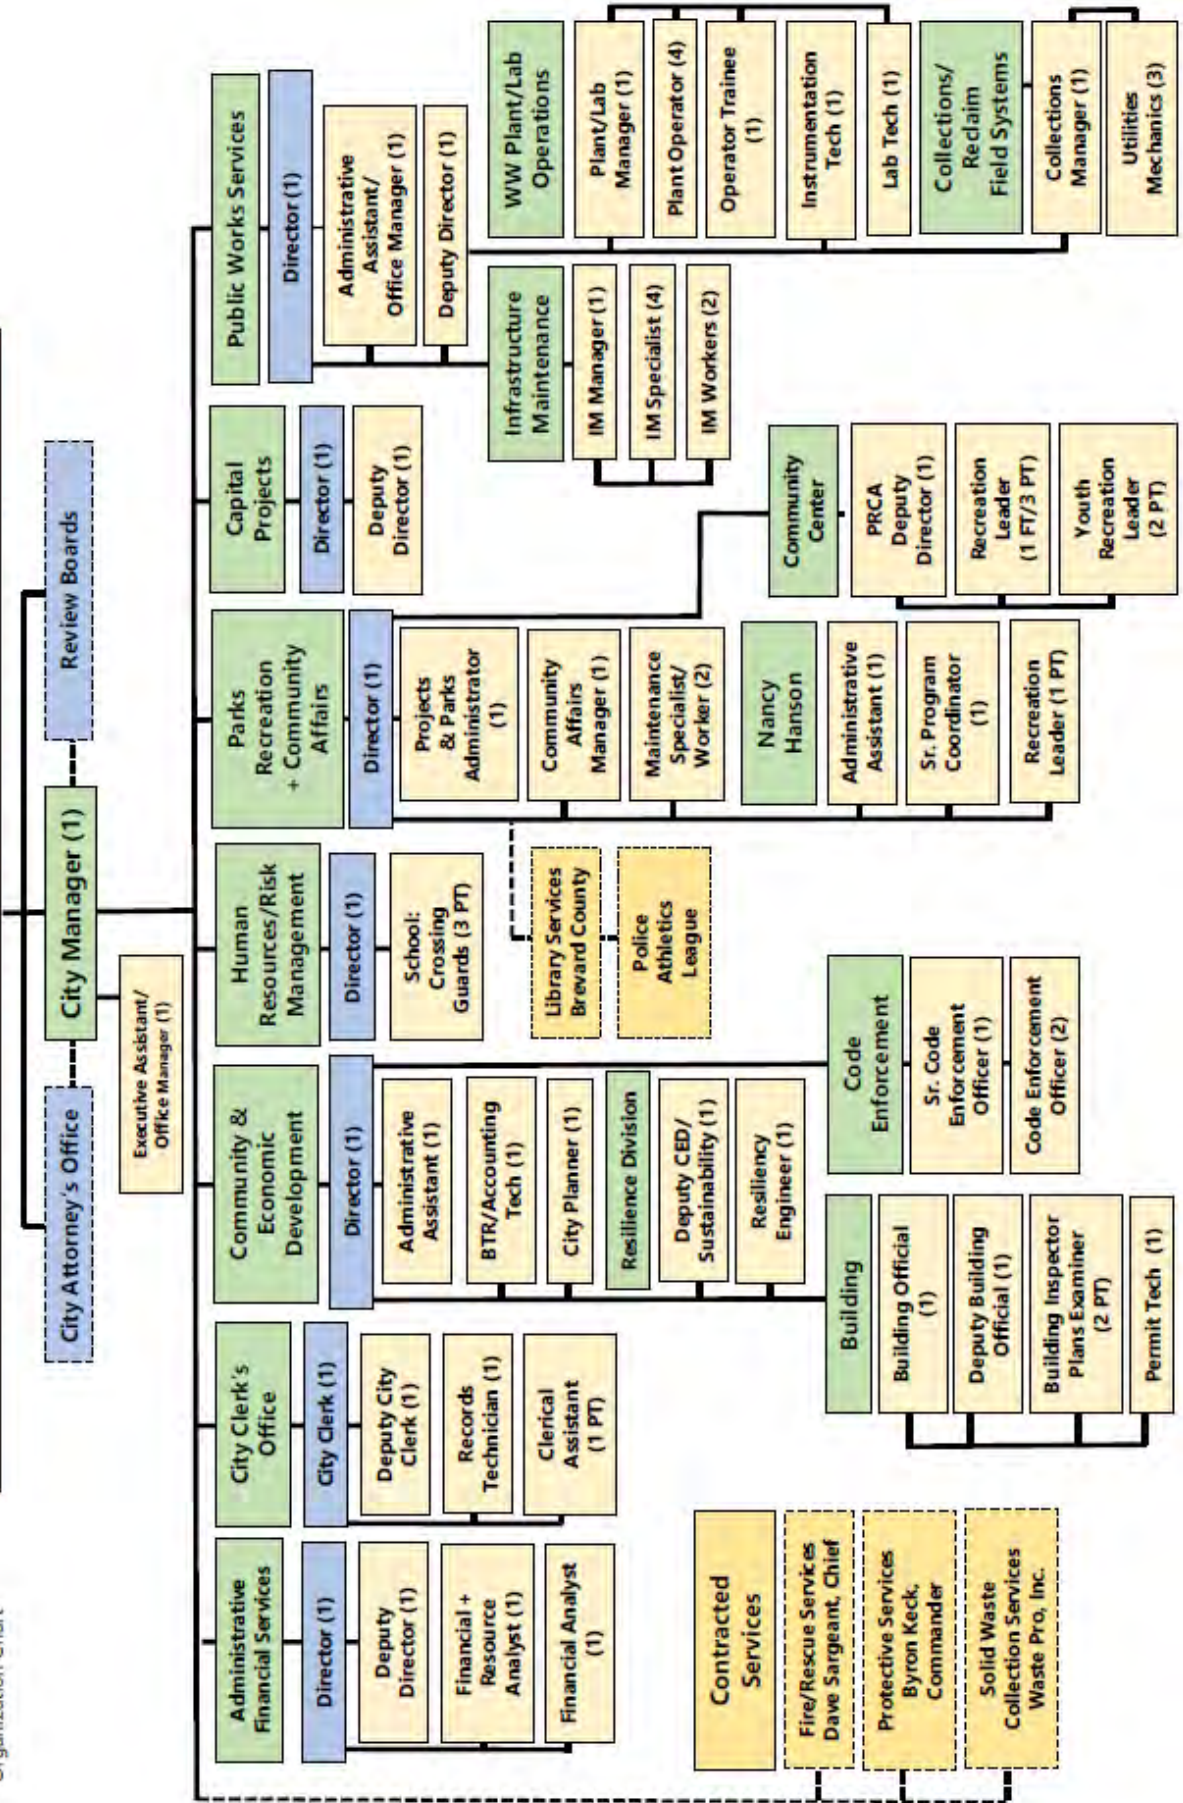 Organization Chart
City Attorney's Office
City Manager (1)
Review Boards
Executive Assistant/
Office Manager (1)
Administrative
Financial Services
Director (1)
Deputy
Director (1)
Financial +
Resource
Analyst (1)
Financial Analyst
(1)
City Clerk's
Office
City Clerk (1)
Deputy City
Clerk (1)
Records
Technician (1)
Clerical
Assistant
(1 PT)
Community &
Economic
Development
Director (1)
Administrative
Assistant (1)
BTR/Accounting
Tech (1)
City Planner (1)
Resilience Division
Deputy CED/
Sustainability (1)
Resiliency
Engineer (1)
Building
Building Official
(1)
Deputy Building
Official (1)
Building Inspector
Plans Examiner
(2 PT)
Permit Tech (1)
Code
Enforcement
Sr. Code
Enforcement
Officer (1)
Code Enforcement
Officer (2)
Human
Resources/Risk
Management
Director (1)
School:
Crossing
Guards (3 PT)
Library Services
Brevard County
Police
Athletics
League
Parks
Recreation
+ Community
Affairs
Director (1)
Projects
& Parks
Administrator
(1)
Community
Affairs
Manager (1)
Maintenance
Specialist/
Worker (2)
Nancy
Hanson
Administrative
Assistant (1)
Sr. Program
Coordinator
(1)
Recreation
Leader (1 PT)
Community
Center
PRCA
Deputy
Director (1)
Recreation
Leader
(1 FT/3 PT)
Youth
Recreation
Leader
(2 PT)
Capital
Projects
Director (1)
Deputy
Director (1)
Public Works Services
Director (1)
Administrative
Assistant/
Office Manager (1)
Deputy Director (1)
Infrastructure
Maintenance
IM Manager (1)
IM Specialist (4)
IM Workers (2)
WW Plant/Lab
Operations
Plant/Lab
Manager (1)
Plant Operator (4)
Operator Trainee
(1)
Instrumentation
Tech (1)
Lab Tech (1)
Collections/
Reclaim
Field Systems
Collections
Manager (1)
Utilities
Mechanics (3)
Contracted
Services
Fire/Rescue Services
Dave Sargeant, Chief
Protective Services
Byron Keck,
Commander
Solid Waste
Collection Services
Waste Pro, Inc.